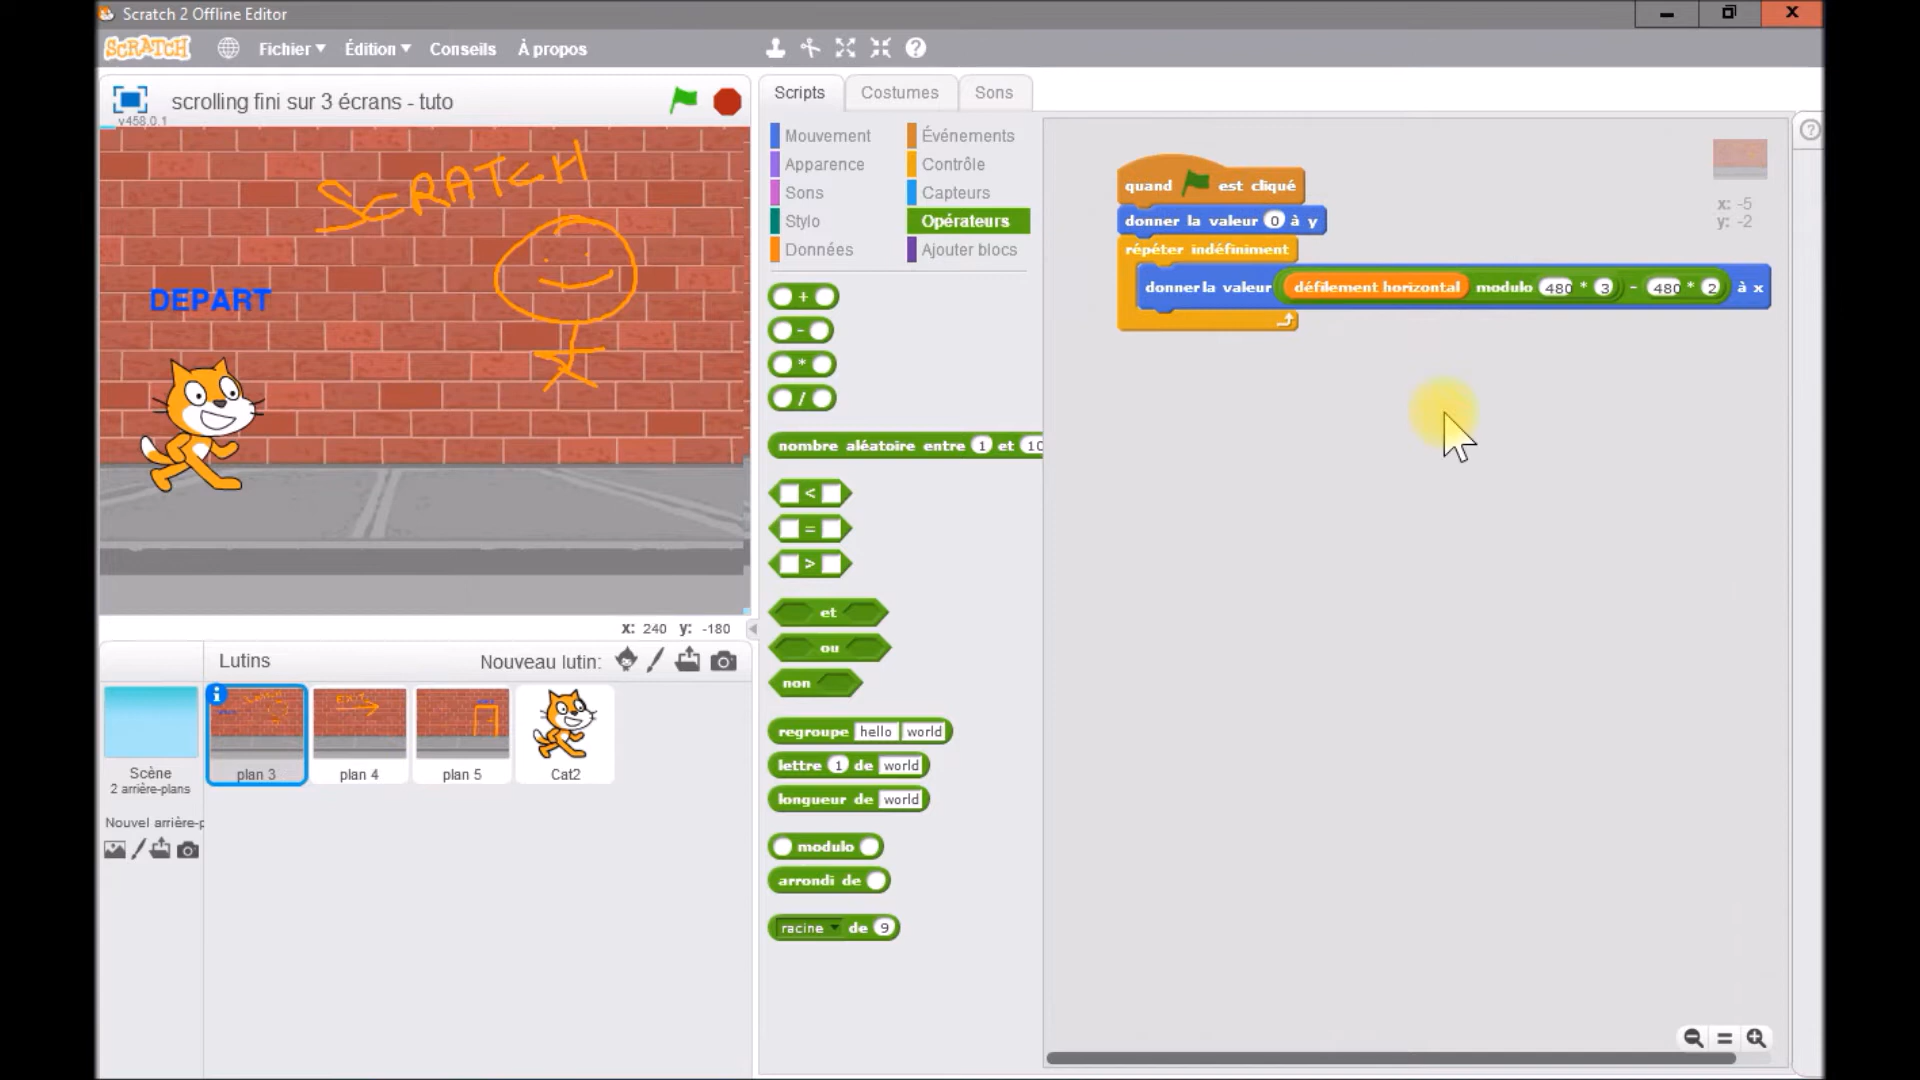 Scratch 2 Offline Editor
SCRATCH Fichier Édition Conseils À propos
scrolling fini sur 3 écrans - tuto
v458.0.1
SCRATCH
DEPART
x: 240 y: -180
Lutins Nouveau lutin:
Scène
2 arrière-plans
Nouvel arrière-p
EXIT
plan 3
plan 4
plan 5
Cat2
Scripts Costumes Sons
Mouvement Événements
Apparence Contrôle
Sons Capteurs
Stylo Opérateurs
Données Ajouter blocs
+
-
*
/
nombre aléatoire entre 1 et 10
<
=
>
et
ou
non
regroupe hello world
lettre 1 de world
longueur de world
modulo
arrondi de
racine de 9
quand est cliqué
donner la valeur 0 à y
répéter indéfiniment
donner la valeur défilement horizontal modulo 480 * 3 - 480 * 2 à x
x: -5
y: -2